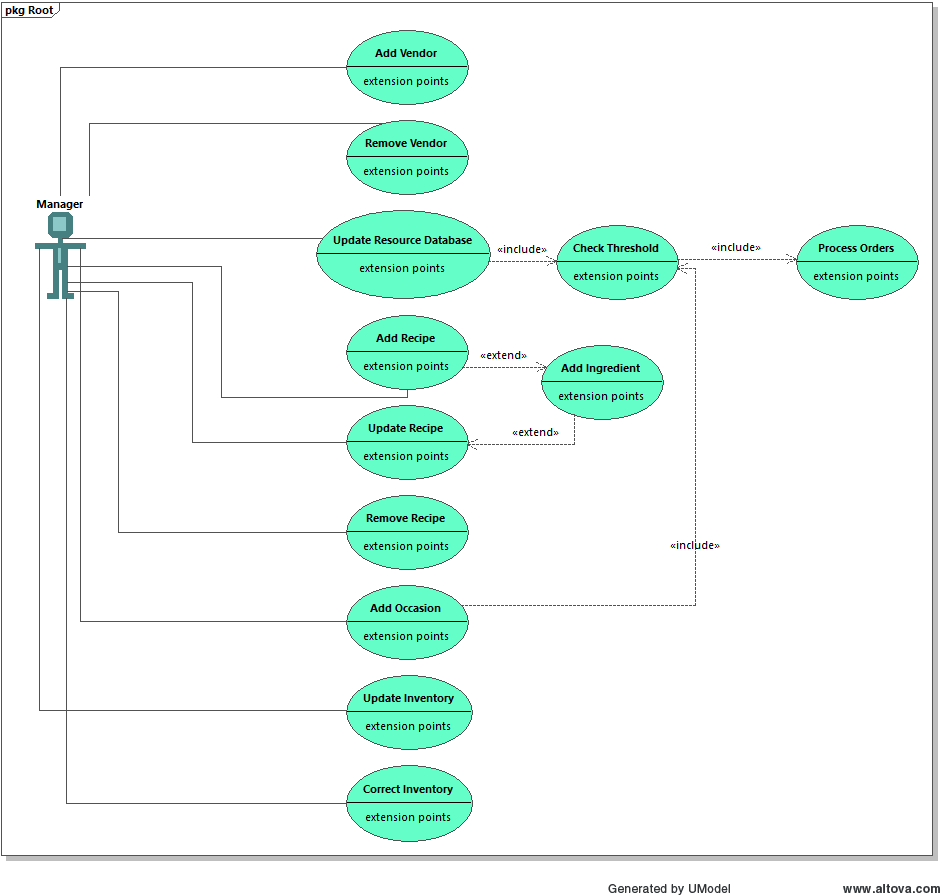 pkg Root
Add Vendor
extension points
Remove Vendor
extension points
Manager
Update Resource Database
extension points
«include»
Check Threshold
extension points
«include»
Process Orders
extension points
Add Recipe
extension points
«extend»
Add Ingredient
extension points
Update Recipe
extension points
«extend»
Remove Recipe
extension points
«include»
Add Occasion
extension points
Update Inventory
extension points
Correct Inventory
extension points
Generated by UModel
www.altova.com